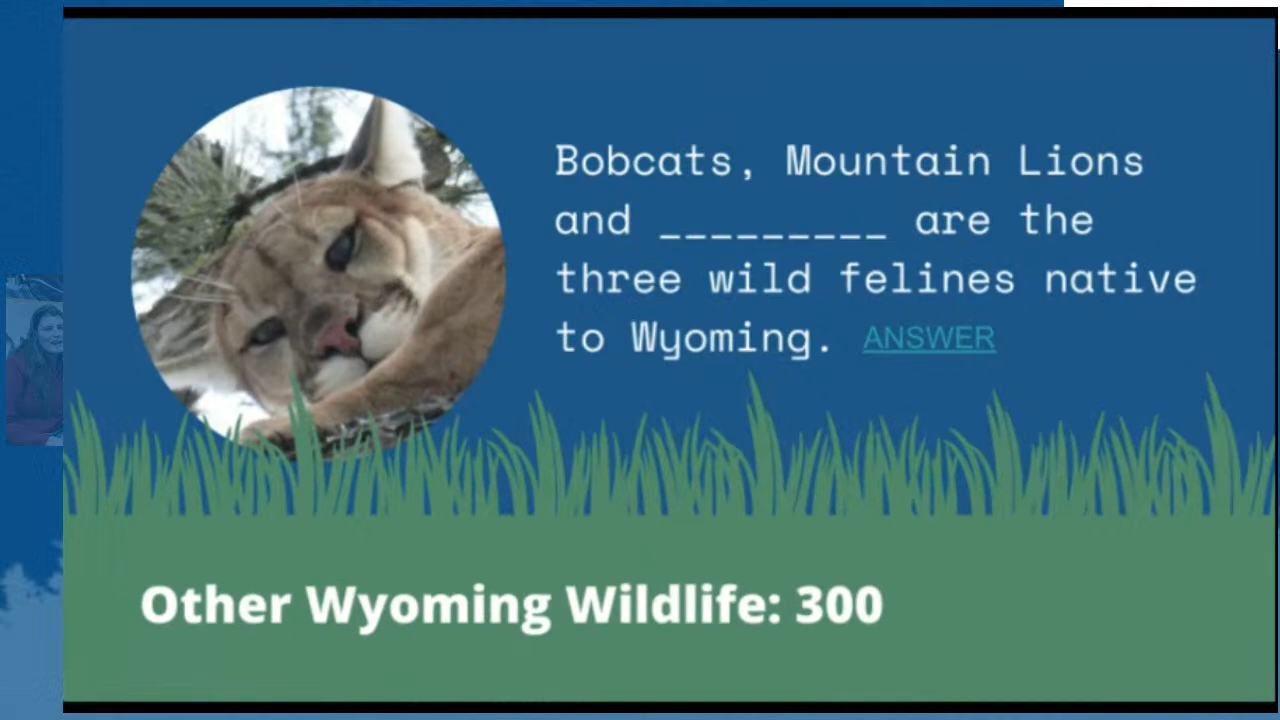 Bobcats, Mountain Lions
and _________ are the
three wild felines native
to Wyoming. ANSWER
Other Wyoming Wildlife: 300